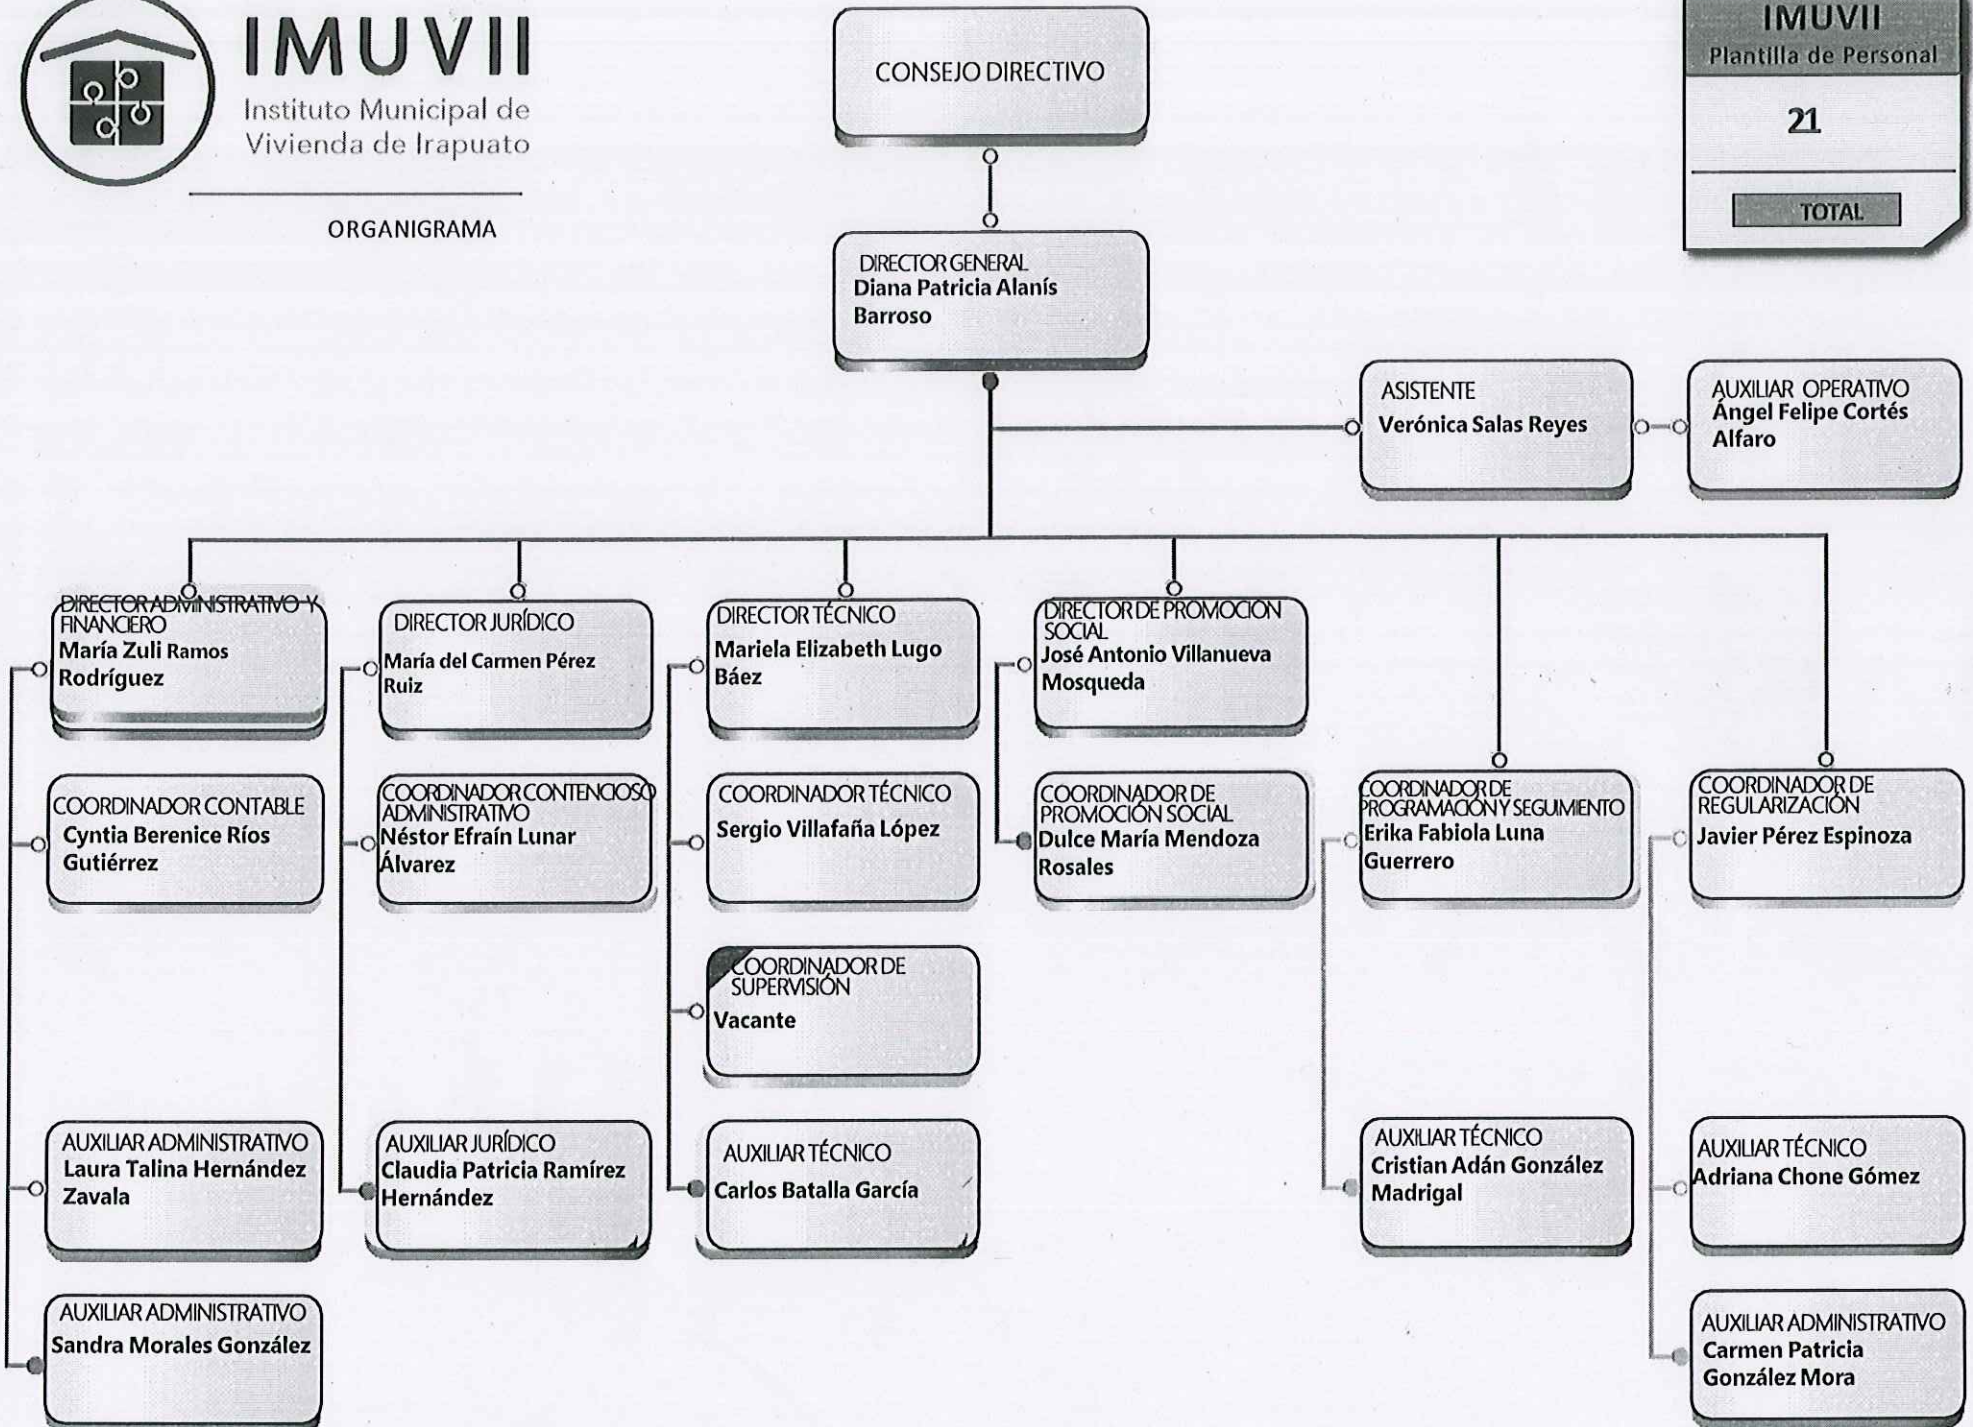 IMUVII
Instituto Municipal de
Vivienda de Irapuato
ORGANIGRAMA
CONSEJO DIRECTIVO
IMUVII
Plantilla de Personal
21
TOTAL
DIRECTOR GENERAL
Diana Patricia Alanís
Barroso
ASISTENTE
Verónica Salas Reyes
AUXILIAR OPERATIVO
Ángel Felipe Cortés
Alfaro
DIRECTOR ADMINISTRATIVO Y
FINANCIERO
María Zuli Ramos
Rodríguez
DIRECTOR JURÍDICO
María del Carmen Pérez
Ruiz
DIRECTOR TÉCNICO
Mariela Elizabeth Lugo
Báez
DIRECTOR DE PROMOCIÓN
SOCIAL
José Antonio Villanueva
Mosqueda
COORDINADOR CONTABLE
Cyntia Berenice Ríos
Gutiérrez
COORDINADOR CONTENCIOSO
ADMINISTRATIVO
Néstor Efraín Lunar
Álvarez
COORDINADOR TÉCNICO
Sergio Villafaña López
COORDINADOR DE
PROMOCIÓN SOCIAL
Dulce María Mendoza
Rosales
COORDINADOR DE
PROGRAMACIÓN Y SEGUMIENTO
Erika Fabiola Luna
Guerrero
COORDINADOR DE
REGULARIZACIÓN
Javier Pérez Espinoza
COORDINADOR DE
SUPERVISIÓN
Vacante
AUXILIAR ADMINISTRATIVO
Laura Talina Hernández
Zavala
AUXILIAR JURÍDICO
Claudia Patricia Ramírez
Hernández
AUXILIAR TÉCNICO
Carlos Batalla García
AUXILIAR TÉCNICO
Cristian Adán González
Madrigal
AUXILIAR TÉCNICO
Adriana Chone Gómez
AUXILIAR ADMINISTRATIVO
Sandra Morales González
AUXILIAR ADMINISTRATIVO
Carmen Patricia
González Mora